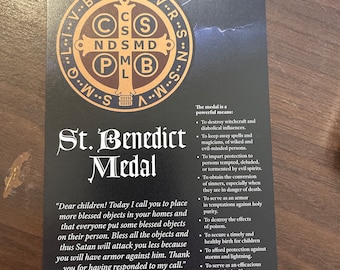 V R S N S M V
S M Q L I V B
C S
S
N D S M D
M
P B
L
St. Benedict
Medal
"Dear children! Today I call you to place
more blessed objects in your homes and
that everyone put some blessed objects
on their person. Bless all the objects and
thus Satan will attack you less because
you will have armor against him. Thank
you for having responded to my call."
The medal is a
powerful means:
• To destroy witchcraft and
diabolical influences.
• To keep away spells and
magicians, of wicked and
evil-minded persons.
• To impart protection to
persons tempted, deluded,
or tormented by evil spirits.
• To obtain the conversion
of sinners, especially when
they are in danger of death.
• To serve as an armor
in temptations against holy
purity.
• To destroy the effects
of poison.
• To secure a timely and
healthy birth for children
• To afford protection against
storms and lightning.
• To serve as an efficacious